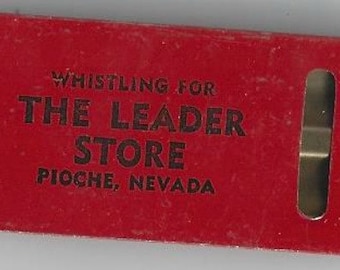 WHISTLING FOR
THE LEADER
STORE
PIOCHE, NEVADA